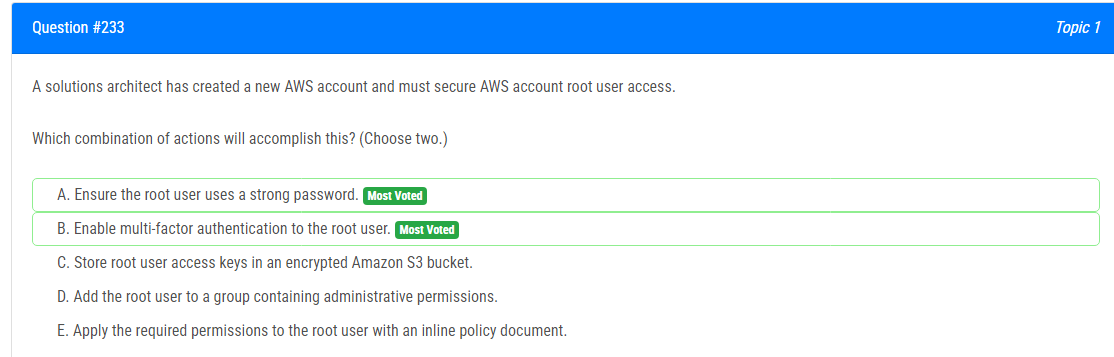 Question #233 Topic 1
A solutions architect has created a new AWS account and must secure AWS account root user access.
Which combination of actions will accomplish this? (Choose two.)
A. Ensure the root user uses a strong password. Most Voted
B. Enable multi-factor authentication to the root user. Most Voted
C. Store root user access keys in an encrypted Amazon S3 bucket.
D. Add the root user to a group containing administrative permissions.
E. Apply the required permissions to the root user with an inline policy document.